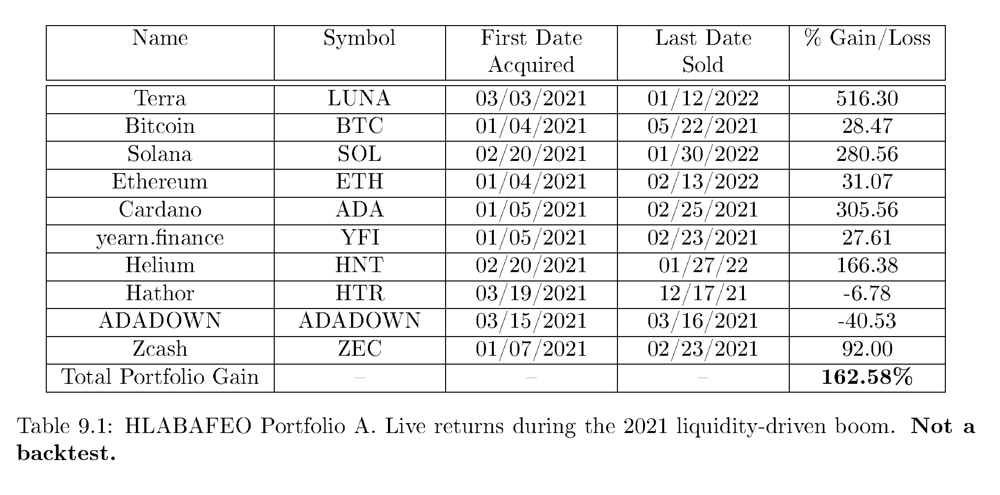 Name Symbol First Date Last Date % Gain/Loss
Acquired Sold
Terra LUNA 03/03/2021 01/12/2022 516.30
Bitcoin BTC 01/04/2021 05/22/2021 28.47
Solana SOL 02/20/2021 01/30/2022 280.56
Ethereum ETH 01/04/2021 02/13/2022 31.07
Cardano ADA 01/05/2021 02/25/2021 305.56
yearn.finance YFI 01/05/2021 02/23/2021 27.61
Helium HNT 02/20/2021 01/27/22 166.38
Hathor HTR 03/19/2021 12/17/21 -6.78
ADADOWN ADADOWN 03/15/2021 03/16/2021 -40.53
Zcash ZEC 01/07/2021 02/23/2021 92.00
Total Portfolio Gain – – – 162.58%
Table 9.1: HLABAFEO Portfolio A. Live returns during the 2021 liquidity-driven boom. Not a
backtest.